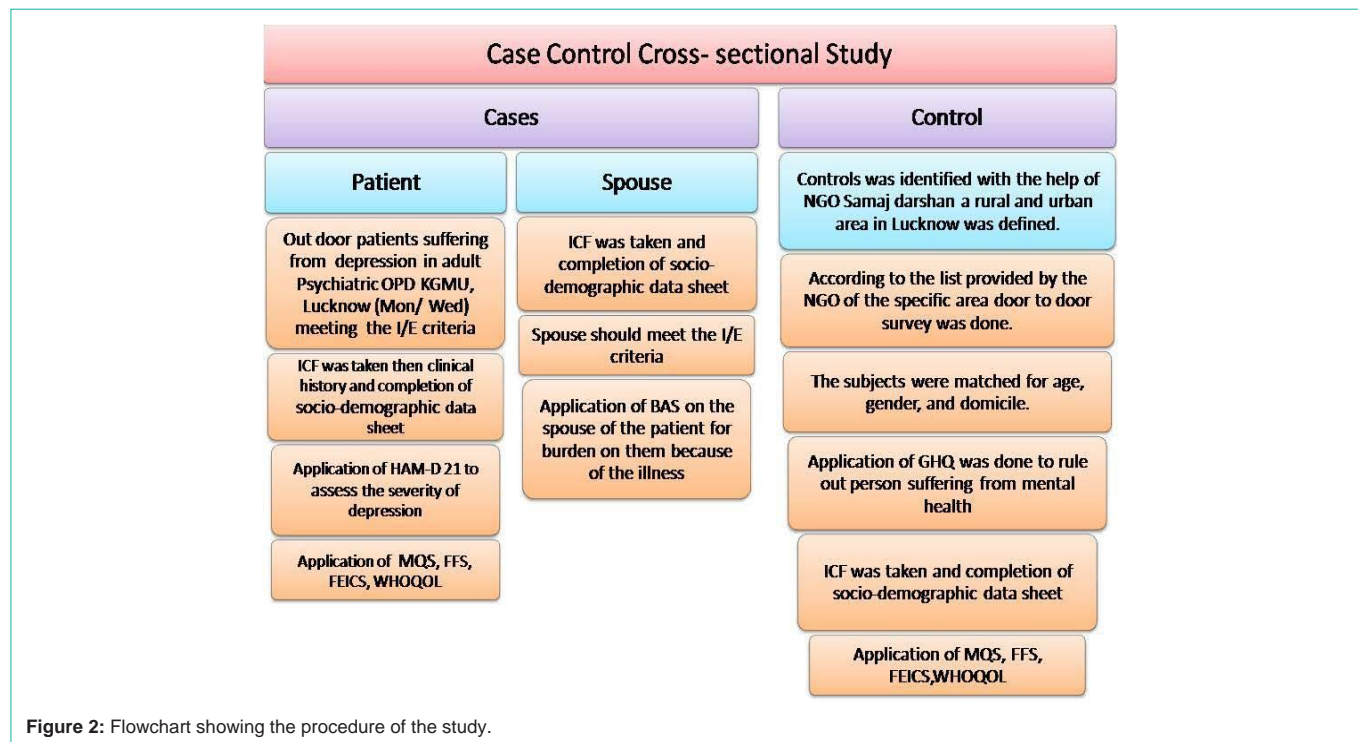 Case Control Cross- sectional Study
Cases
Patient
Out door patients suffering
from depression in adult
Psychiatric OPD KGMU,
Lucknow (Mon/ Wed)
meeting the I/E criteria
ICF was taken then clinical
history and completion of
socio-demographic data
sheet
Application of HAM-D 21 to
assess the severity of
depression
Application of MQS, FFS,
FEICS, WHOQOL
Spouse
ICF was taken and
completion of socio-
demographic data sheet
Spouse should meet the I/E
criteria
Application of BAS on the
spouse of the patient for
burden on them because
of the illness
Control
Controls was identified with the help of
NGO Samaj darshan a rural and urban
area in Lucknow was defined.
According to the list provided by the
NGO of the specific area door to door
survey was done.
The subjects were matched for age,
gender, and domicile.
Application of GHQ was done to rule
out person suffering from mental
health
ICF was taken and completion of
socio-demographic data sheet
Application of MQS, FFS,
FEICS,WHOQOL
Figure 2: Flowchart showing the procedure of the study.